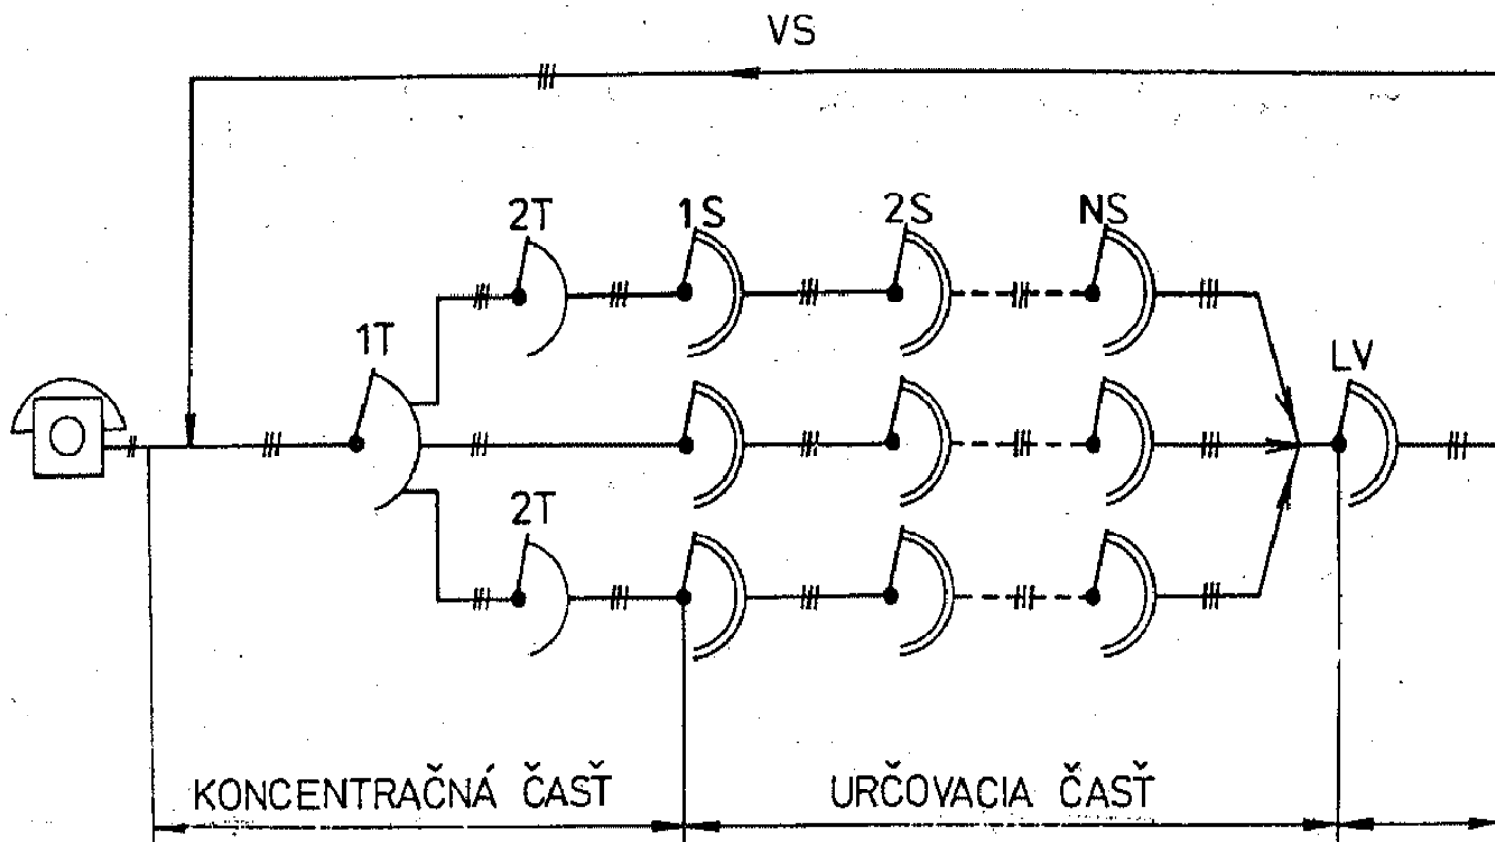 VS
2T
1S
2S
NS
1T
LV
2T
KONCENTRAČNÁ ČASŤ
URČOVACIA ČASŤ